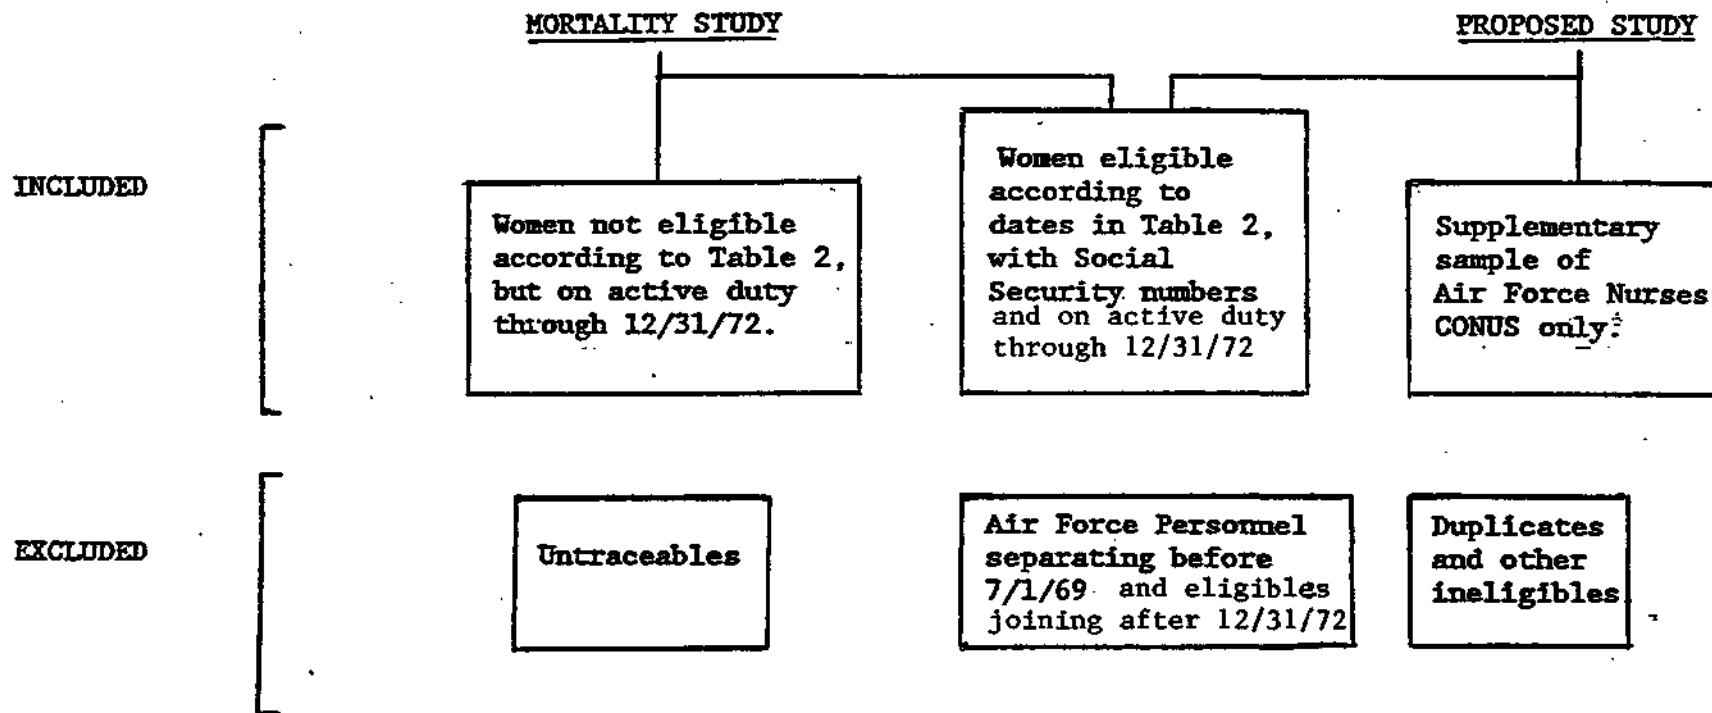 MORTALITY STUDY
PROPOSED STUDY
INCLUDED
Women not eligible
according to Table 2,
but on active duty
through 12/31/72.
Women eligible
according to
dates in Table 2,
with Social
Security numbers
and on active duty
through 12/31/72
Supplementary
sample of
Air Force Nurses
CONUS only.
EXCLUDED
Untraceables
Air Force Personnel
separating before
7/1/69 and eligibles
joining after 12/31/72
Duplicates
and other
ineligibles